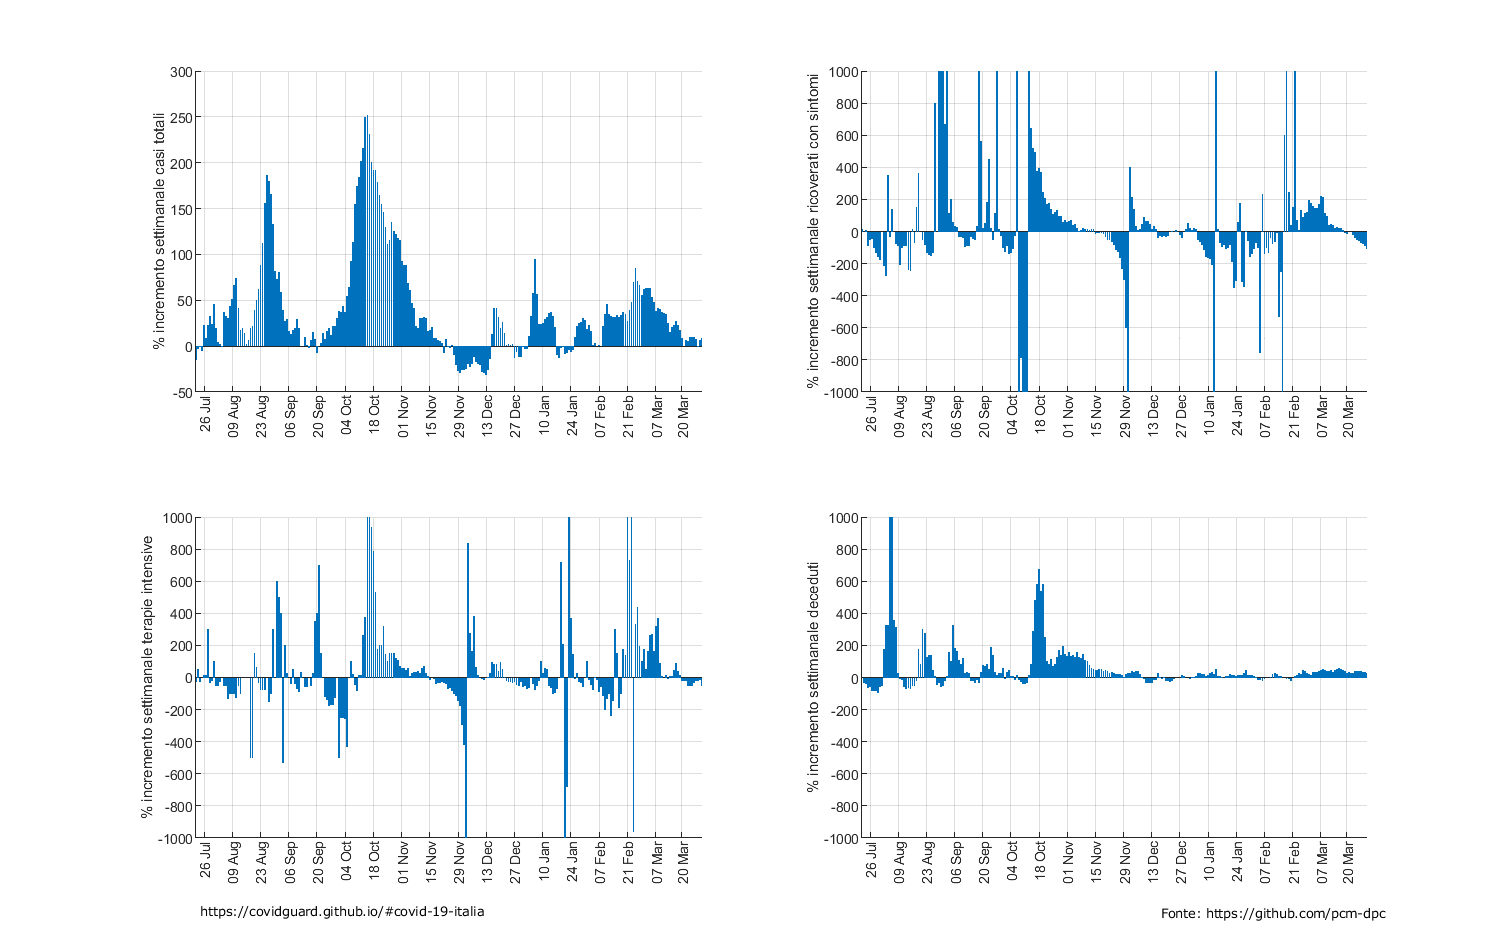 % incremento settimanale casi totali
300
250
200
150
100
50
0
-50
26 Jul
09 Aug
23 Aug
06 Sep
20 Sep
04 Oct
18 Oct
01 Nov
15 Nov
29 Nov
13 Dec
27 Dec
10 Jan
24 Jan
07 Feb
21 Feb
07 Mar
20 Mar
% incremento settimanale ricoverati con sintomi
1000
800
600
400
200
0
-200
-400
-600
-800
-1000
26 Jul
09 Aug
23 Aug
06 Sep
20 Sep
04 Oct
18 Oct
01 Nov
15 Nov
29 Nov
13 Dec
27 Dec
10 Jan
24 Jan
07 Feb
21 Feb
07 Mar
20 Mar
% incremento settimanale terapie intensive
1000
800
600
400
200
0
-200
-400
-600
-800
-1000
26 Jul
09 Aug
23 Aug
06 Sep
20 Sep
04 Oct
18 Oct
01 Nov
15 Nov
29 Nov
13 Dec
27 Dec
10 Jan
24 Jan
07 Feb
21 Feb
07 Mar
20 Mar
% incremento settimanale deceduti
1000
800
600
400
200
0
-200
-400
-600
-800
-1000
26 Jul
09 Aug
23 Aug
06 Sep
20 Sep
04 Oct
18 Oct
01 Nov
15 Nov
29 Nov
13 Dec
27 Dec
10 Jan
24 Jan
07 Feb
21 Feb
07 Mar
20 Mar
https://covidguard.github.io/#covid-19-italia
Fonte: https://github.com/pcm-dpc